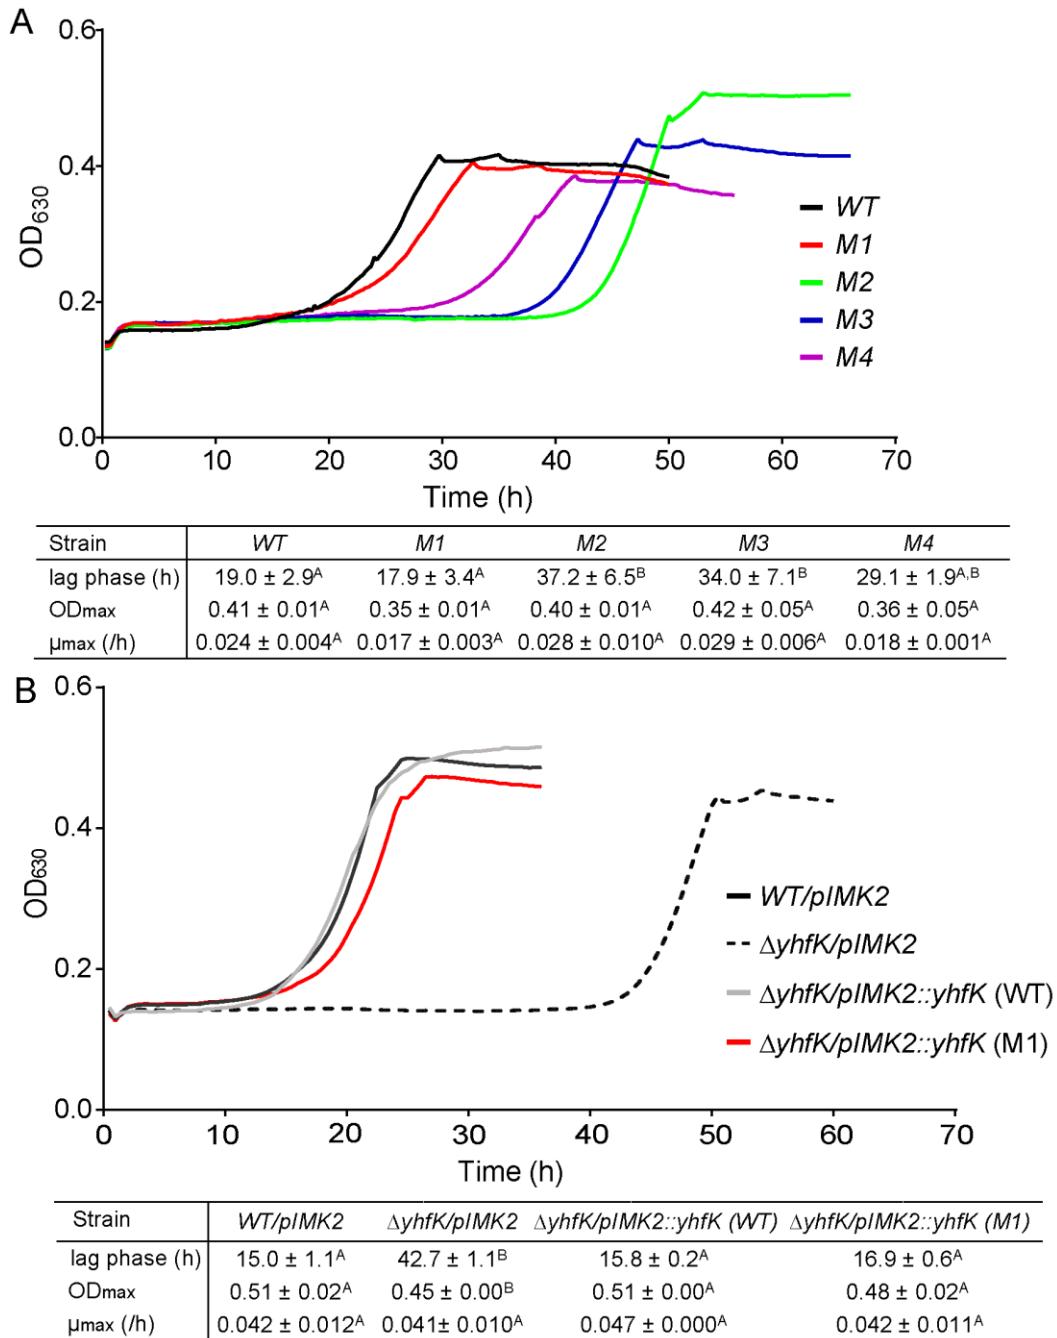 A
0.6
0.4
0.2
0.0
OD630
0 10 20 30 40 50 60 70
Time (h)
WT
M1
M2
M3
M4
Strain WT M1 M2 M3 M4
lag phase (h) 19.0 ± 2.9A 17.9 ± 3.4A 37.2 ± 6.5B 34.0 ± 7.1B 29.1 ± 1.9A,B
ODmax 0.41 ± 0.01A 0.35 ± 0.01A 0.40 ± 0.01A 0.42 ± 0.05A 0.36 ± 0.05A
μmax (/h) 0.024 ± 0.004A 0.017 ± 0.003A 0.028 ± 0.010A 0.029 ± 0.006A 0.018 ± 0.001A
B
0.6
0.4
0.2
0.0
OD630
0 10 20 30 40 50 60 70
Time (h)
WT/pIMK2
ΔyhfK/pIMK2
ΔyhfK/pIMK2::yhfK (WT)
ΔyhfK/pIMK2::yhfK (M1)
Strain WT/pIMK2 ΔyhfK/pIMK2 ΔyhfK/pIMK2::yhfK (WT) ΔyhfK/pIMK2::yhfK (M1)
lag phase (h) 15.0 ± 1.1A 42.7 ± 1.1B 15.8 ± 0.2A 16.9 ± 0.6A
ODmax 0.51 ± 0.02A 0.45 ± 0.00B 0.51 ± 0.00A 0.48 ± 0.02A
μmax (/h) 0.042 ± 0.012A 0.041± 0.010A 0.047 ± 0.000A 0.042 ± 0.011A